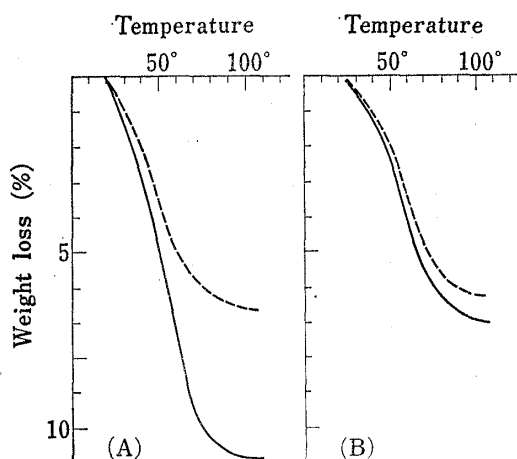 Temperature Temperature
50° 100° 50° 100°
Weight loss (%)
5
10
(A) (B)